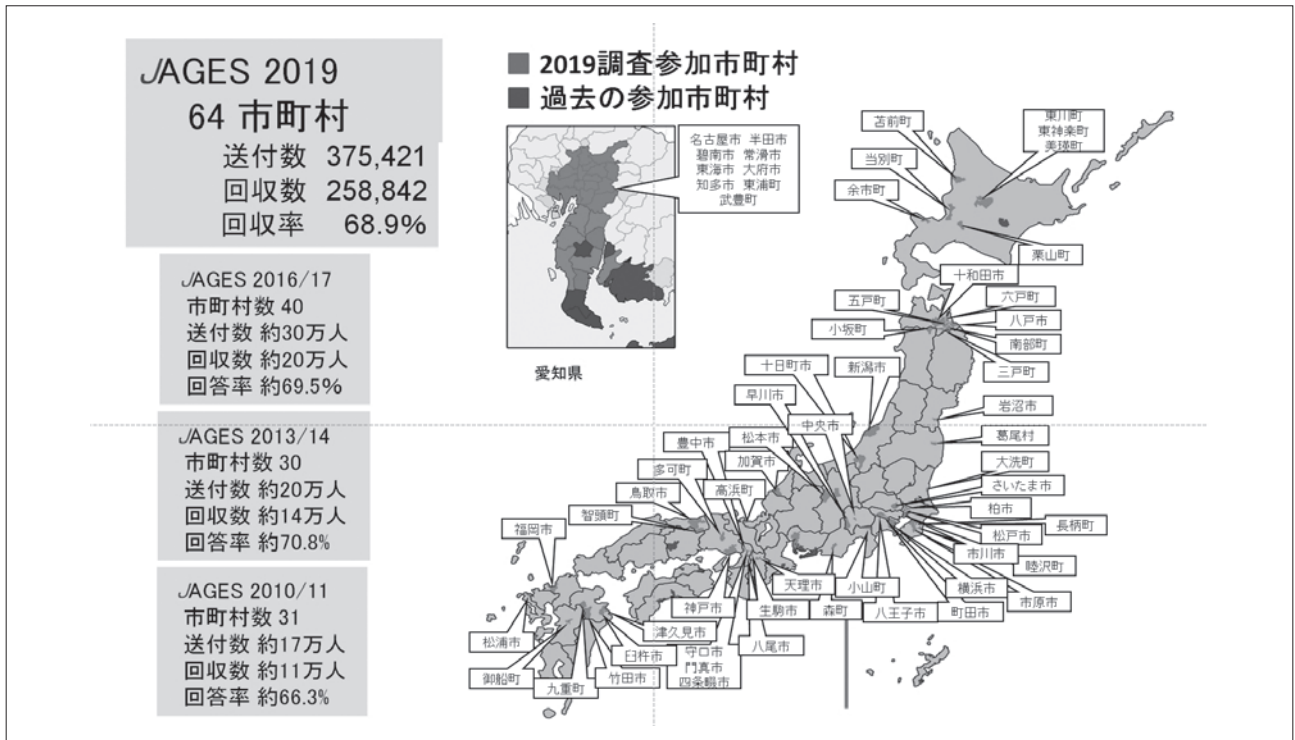 JAGES 2019
64 市町村
送付数 375,421
回収数 258,842
回収率 68.9%
JAGES 2016/17
市町村数 40
送付数 約30万人
回収数 約20万人
回答率 約69.5%
JAGES 2013/14
市町村数 30
送付数 約20万人
回収数 約14万人
回答率 約70.8%
JAGES 2010/11
市町村数 31
送付数 約17万人
回収数 約11万人
回答率 約66.3%
2019調査参加市町村
過去の参加市町村
名古屋市 半田市
碧南市 常滑市
東海市 大府市
知多市 東浦町
武豊町
愛知県
苫前町
東川町
東神楽町
美瑛町
当別町
余市町
栗山町
十和田市
五戸町
六戸町
小坂町
八戸市
南部町
三戸町
十日町市
新潟市
早川市
岩沼市
中央市
葛尾村
豊中市
松本市
多可町
加賀市
大洗町
さいたま市
鳥取市
高浜町
柏市
長柄町
智頭町
松戸市
福岡市
市川市
睦沢町
天理市
小山町
横浜市
市原市
神戸市
生駒市
森町
八王子市
町田市
松浦市
津久見市
守口市
門真市
四条畷市
八尾市
臼杵市
御船町
九重町
竹田市